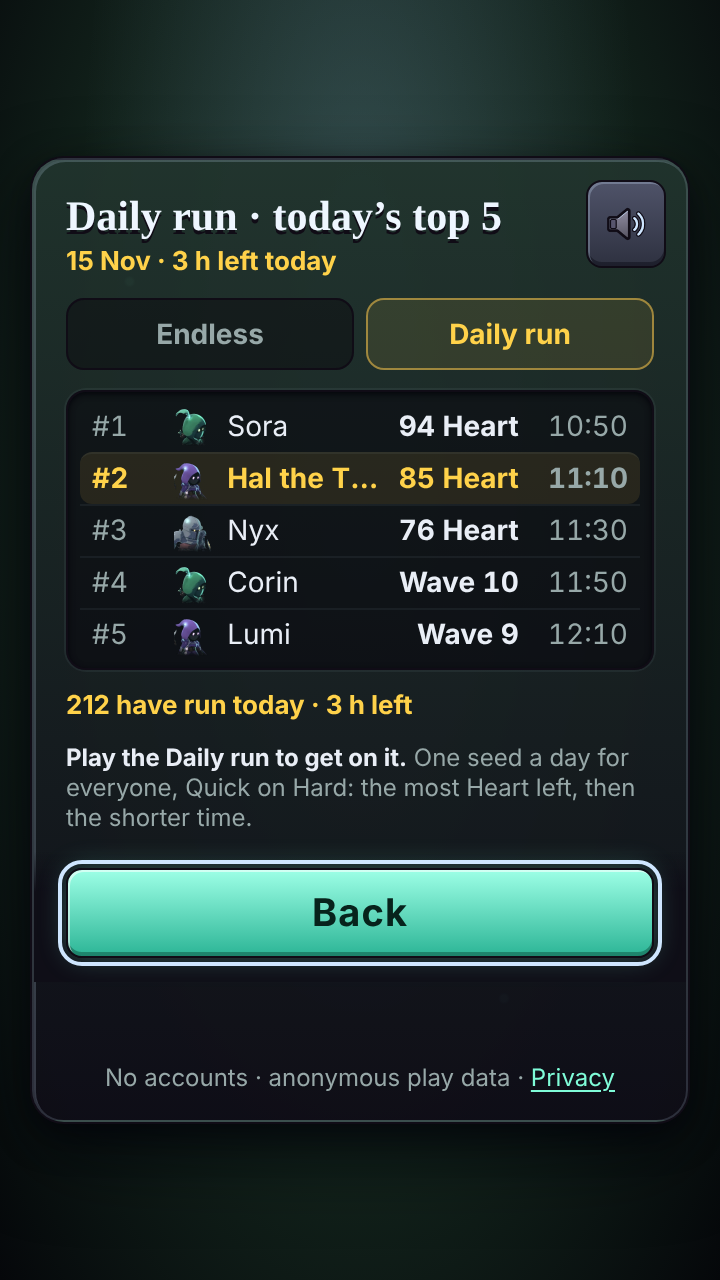 Daily run · today’s top 5
15 Nov · 3 h left today
Endless Daily run
#1 Sora 94 Heart 10:50
#2 Hal the T… 85 Heart 11:10
#3 Nyx 76 Heart 11:30
#4 Corin Wave 10 11:50
#5 Lumi Wave 9 12:10
212 have run today · 3 h left
Play the Daily run to get on it. One seed a day for
everyone, Quick on Hard: the most Heart left, then
the shorter time.
Back
No accounts · anonymous play data · Privacy